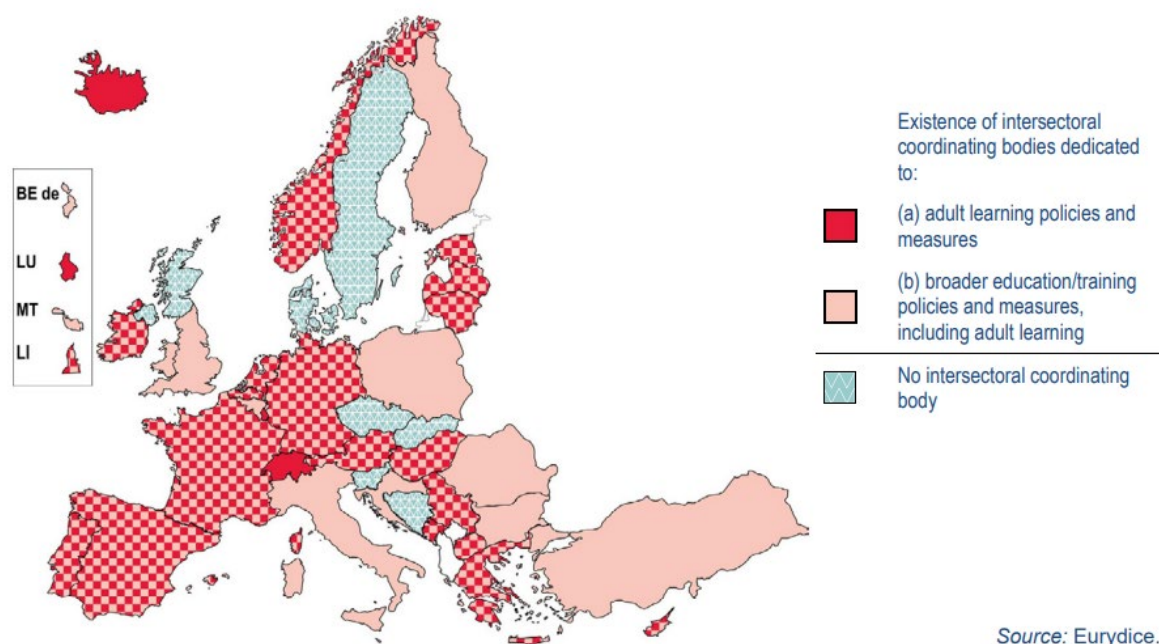 BE de
LU
MT
LI
Existence of intersectoral
coordinating bodies dedicated
to:
(a) adult learning policies and
measures
(b) broader education/training
policies and measures,
including adult learning
No intersectoral coordinating
body
Source: Eurydice.